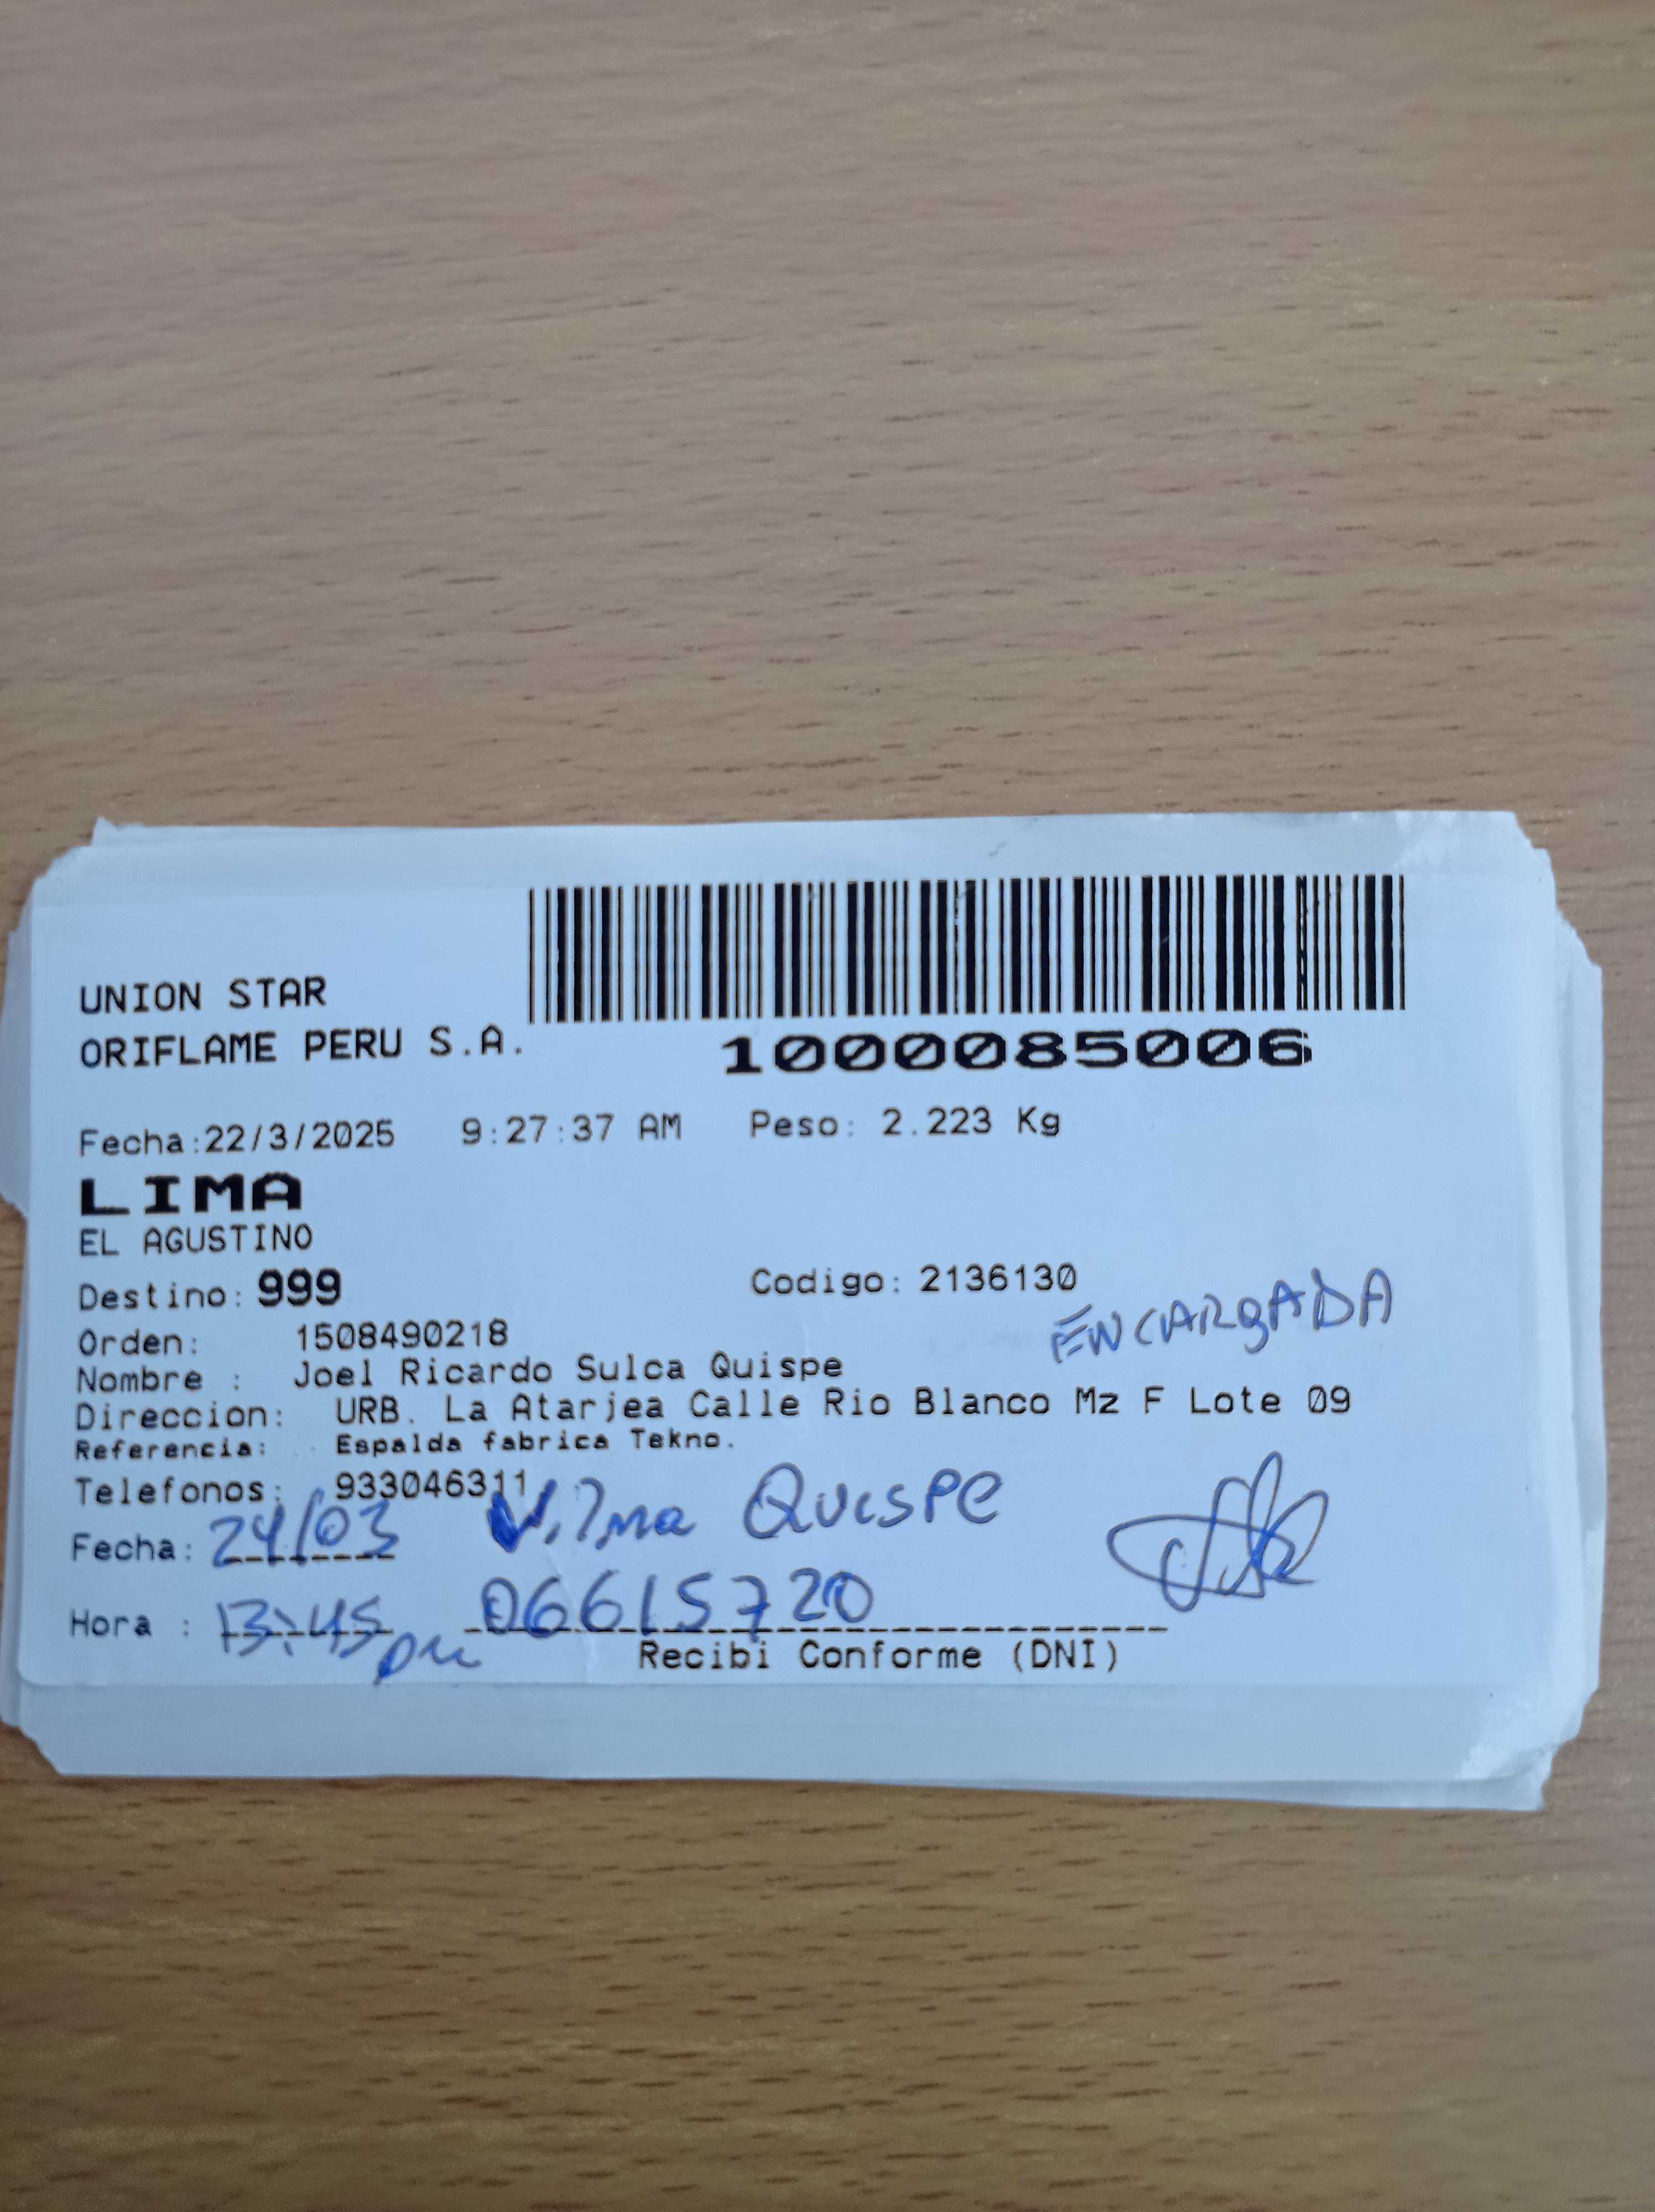 UNION STAR
ORIFLAME PERU S.A.
1000085006
Fecha:22/3/2025 9:27:37 AM Peso: 2.223 Kg
LIMA
EL AGUSTINO
Destino: 999 Codigo: 2136130
ENCARGADA
Orden: 1508490218
Nombre : Joel Ricardo Sulca Quispe
Direccion: URB. La Atarjea Calle Rio Blanco Mz F Lote 09
Referencia: Espalda fabrica Tekno.
Telefonos: 933046311
Fecha: 24/03 Vilma Quispe
Hora : 13:45 pm 06615720
Recibi Conforme (DNI)